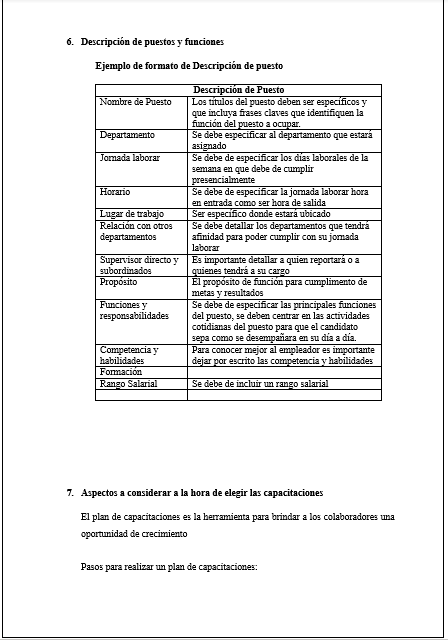 6. Descripción de puestos y funciones
Ejemplo de formato de Descripción de puesto
Descripción de Puesto
Nombre de Puesto
Los títulos del puesto deben ser específicos y
que incluya frases claves que identifiquen la
función del puesto a ocupar.
Departamento
Se debe especificar al departamento que estará
asignado
Jornada laborar
Se debe de especificar los días laborales de la
semana en que debe de cumplir
presencialmente
Horario
Se debe de especificar la jornada laborar hora
en entrada como ser hora de salida
Lugar de trabajo
Ser específico donde estará ubicado
Relación con otros
departamentos
Se debe detallar los departamentos que tendrá
afinidad para poder cumplir con su jornada
laborar
Supervisor directo y
subordinados
Es importante detallar a quien reportará o a
quienes tendrá a su cargo
Propósito
El propósito de función para cumplimento de
metas y resultados
Funciones y
responsabilidades
Se debe de especificar las principales funciones
del puesto, se deben centrar en las actividades
cotidianas del puesto para que el candidato
sepa como se desempañara en su día a día.
Competencia y
habilidades
Para conocer mejor al empleador es importante
dejar por escrito las competencia y habilidades
Formación
Rango Salarial
Se debe de incluir un rango salarial
7. Aspectos a considerar a la hora de elegir las capacitaciones
El plan de capacitaciones es la herramienta para brindar a los colaboradores una
oportunidad de crecimiento
Pasos para realizar un plan de capacitaciones: